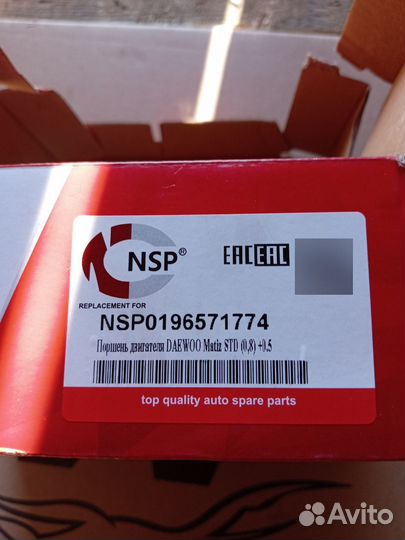 NSP®
EAC EAC
REPLACEMENT FOR
NSP0196571774
Поршень двигателя DAEWOO Matiz STD (0,8) +0.5
top quality auto spare parts
Avito